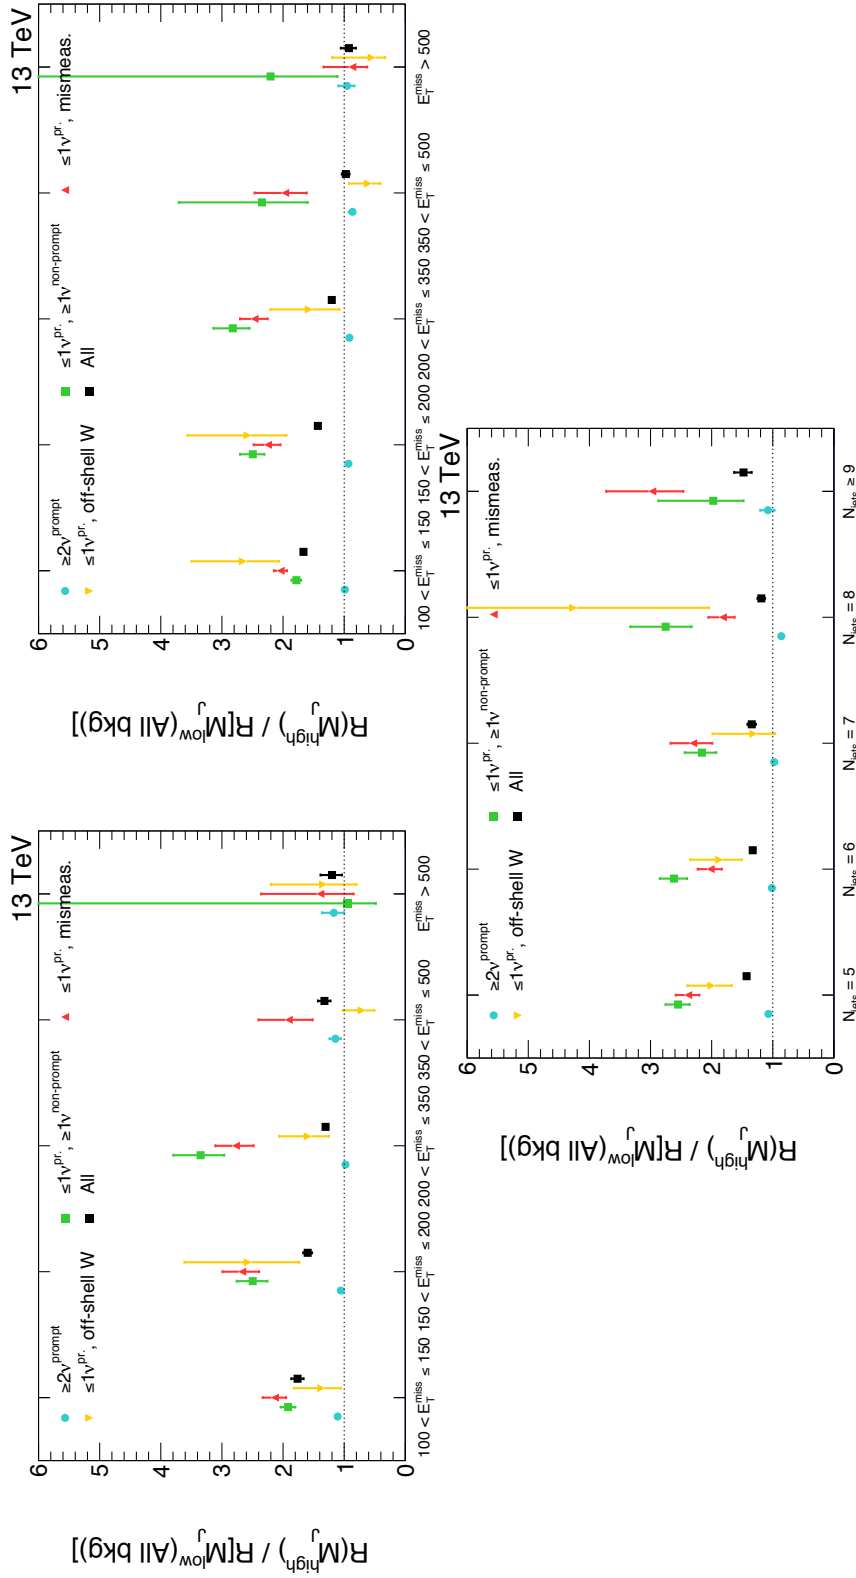 13 TeV
≥2ν^prompt
≤1ν^pr., ≥1ν^non-prompt
≤1ν^pr., mismeas.
≤1ν^pr., off-shell W
All
R(M_J^high) / R[M_J^low(All bkg)]
6
5
4
3
2
1
0
100 < E_T^miss ≤ 150
150 < E_T^miss ≤ 200
200 < E_T^miss ≤ 350
350 < E_T^miss ≤ 500
E_T^miss > 500
13 TeV
≥2ν^prompt
≤1ν^pr., ≥1ν^non-prompt
≤1ν^pr., mismeas.
≤1ν^pr., off-shell W
All
R(M_J^high) / R[M_J^low(All bkg)]
6
5
4
3
2
1
0
100 < E_T^miss ≤ 150
150 < E_T^miss ≤ 200
200 < E_T^miss ≤ 350
350 < E_T^miss ≤ 500
E_T^miss > 500
13 TeV
≥2ν^prompt
≤1ν^pr., ≥1ν^non-prompt
≤1ν^pr., mismeas.
≤1ν^pr., off-shell W
All
R(M_J^high) / R[M_J^low(All bkg)]
6
5
4
3
2
1
0
N_jets = 5
N_jets = 6
N_jets = 7
N_jets = 8
N_jets ≥ 9